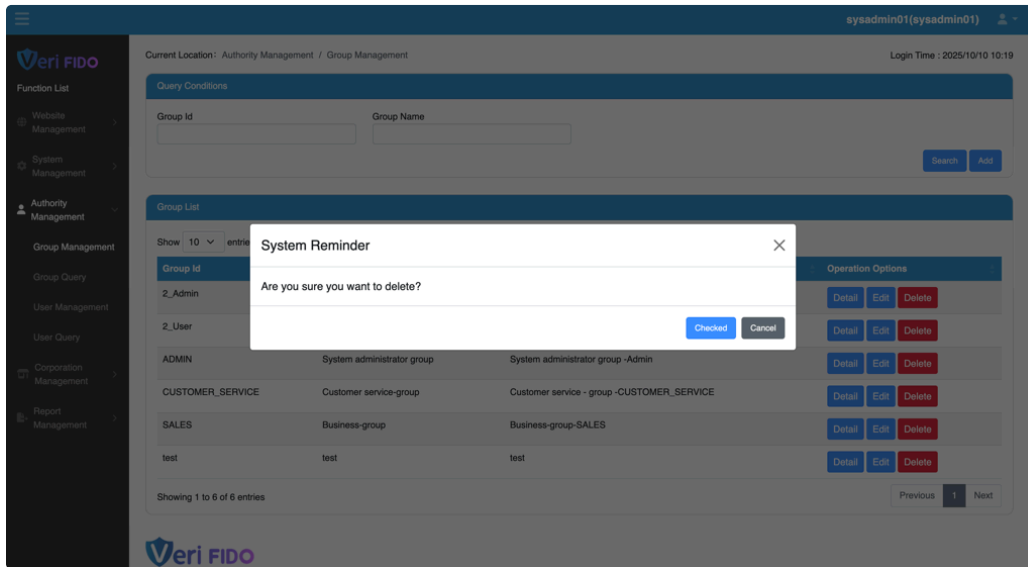 sysadmin01(sysadmin01)
Veri FIDO
Current Location： Authority Management / Group Management
Login Time : 2025/10/10 10:19
Function List
Website
Management
System
Management
Authority
Management
Group Management
Group Query
User Management
User Query
Corporation
Management
Report
Management
Query Conditions
Group Id Group Name
Search Add
Group List
Show 10 entrie
System Reminder
Are you sure you want to delete?
Checked Cancel
Group Id Operation Options
2_Admin Detail Edit Delete
2_User Detail Edit Delete
ADMIN System administrator group System administrator group -Admin Detail Edit Delete
CUSTOMER_SERVICE Customer service-group Customer service - group -CUSTOMER_SERVICE Detail Edit Delete
SALES Business-group Business-group-SALES Detail Edit Delete
test test test Detail Edit Delete
Showing 1 to 6 of 6 entries
Previous 1 Next
Veri FIDO